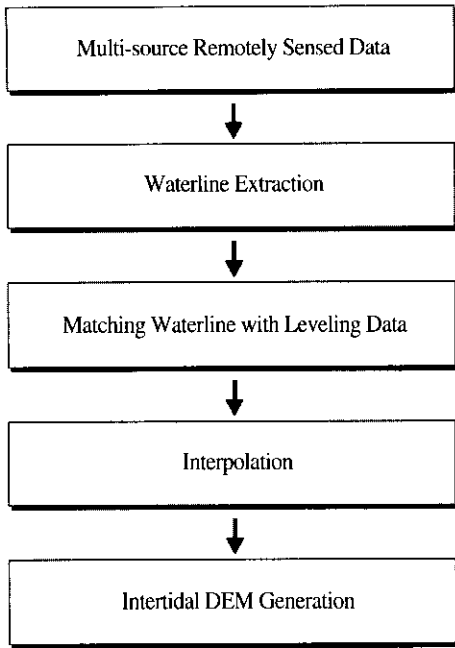 Multi-source Remotely Sensed Data
Waterline Extraction
Matching Waterline with Leveling Data
Interpolation
Intertidal DEM Generation